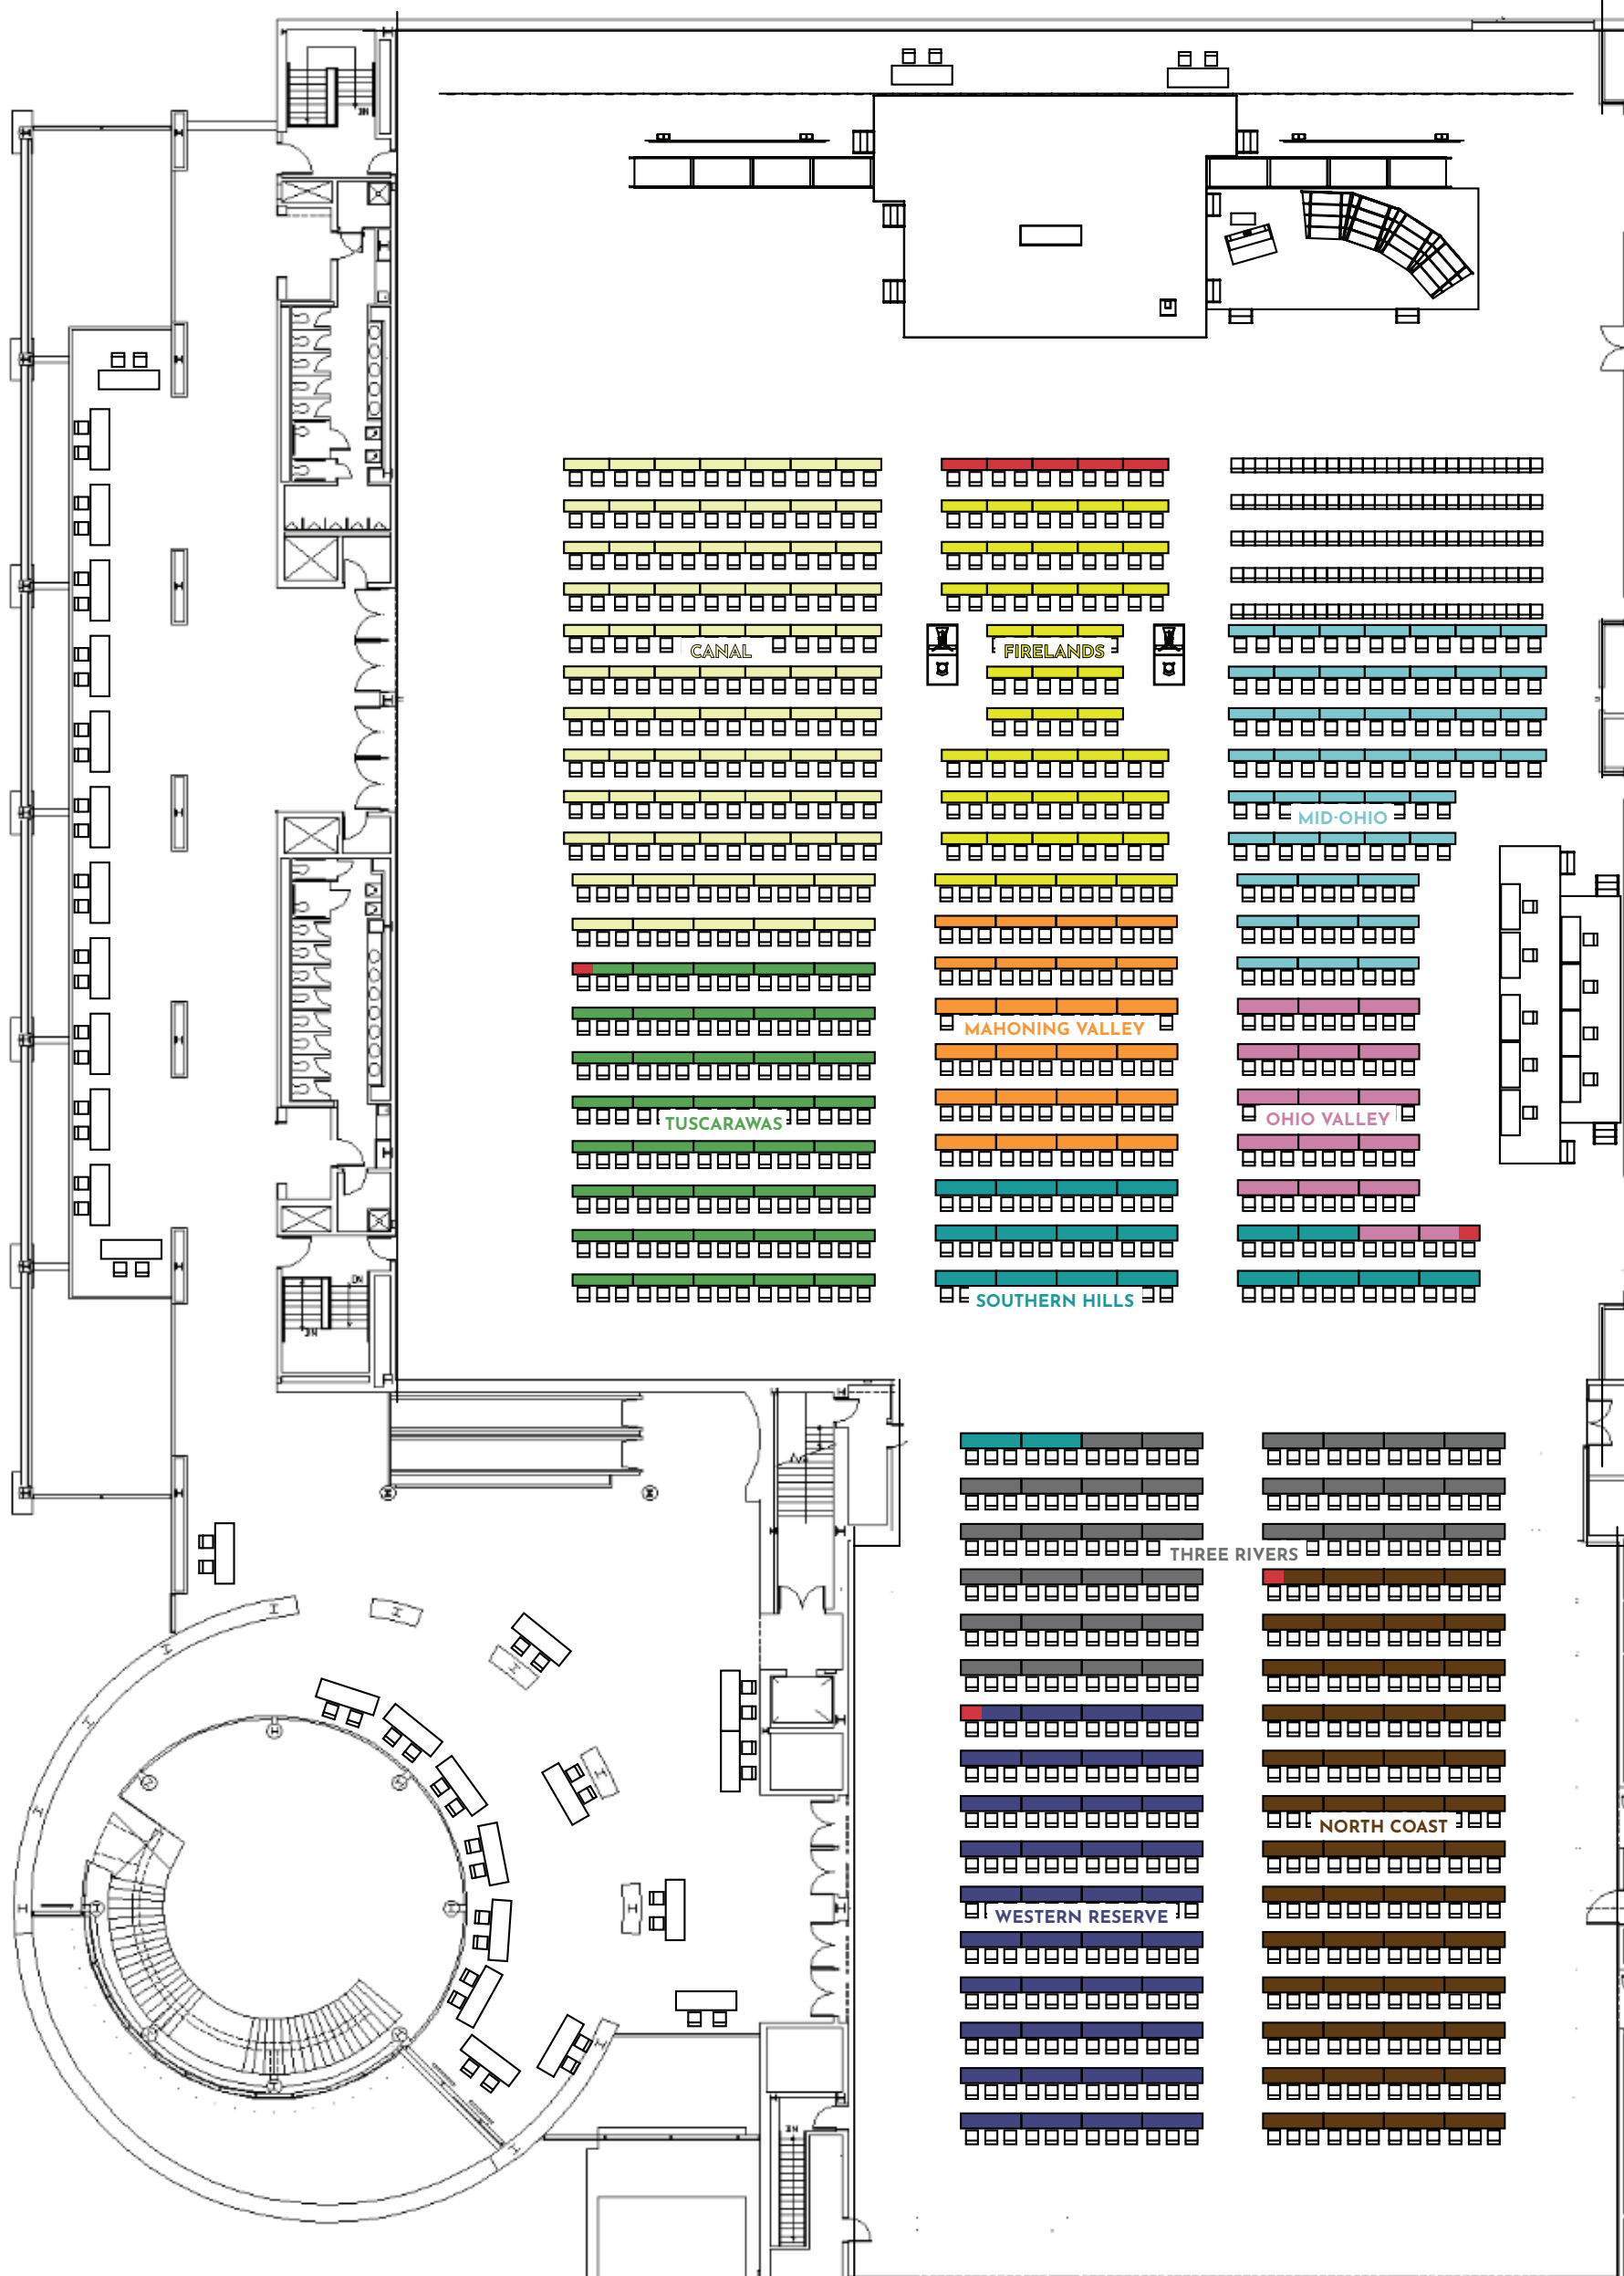 CANAL
FIRELANDS
MID-OHIO
MAHONING VALLEY
OHIO VALLEY
TUSCARAWAS
SOUTHERN HILLS
THREE RIVERS
NORTH COAST
WESTERN RESERVE